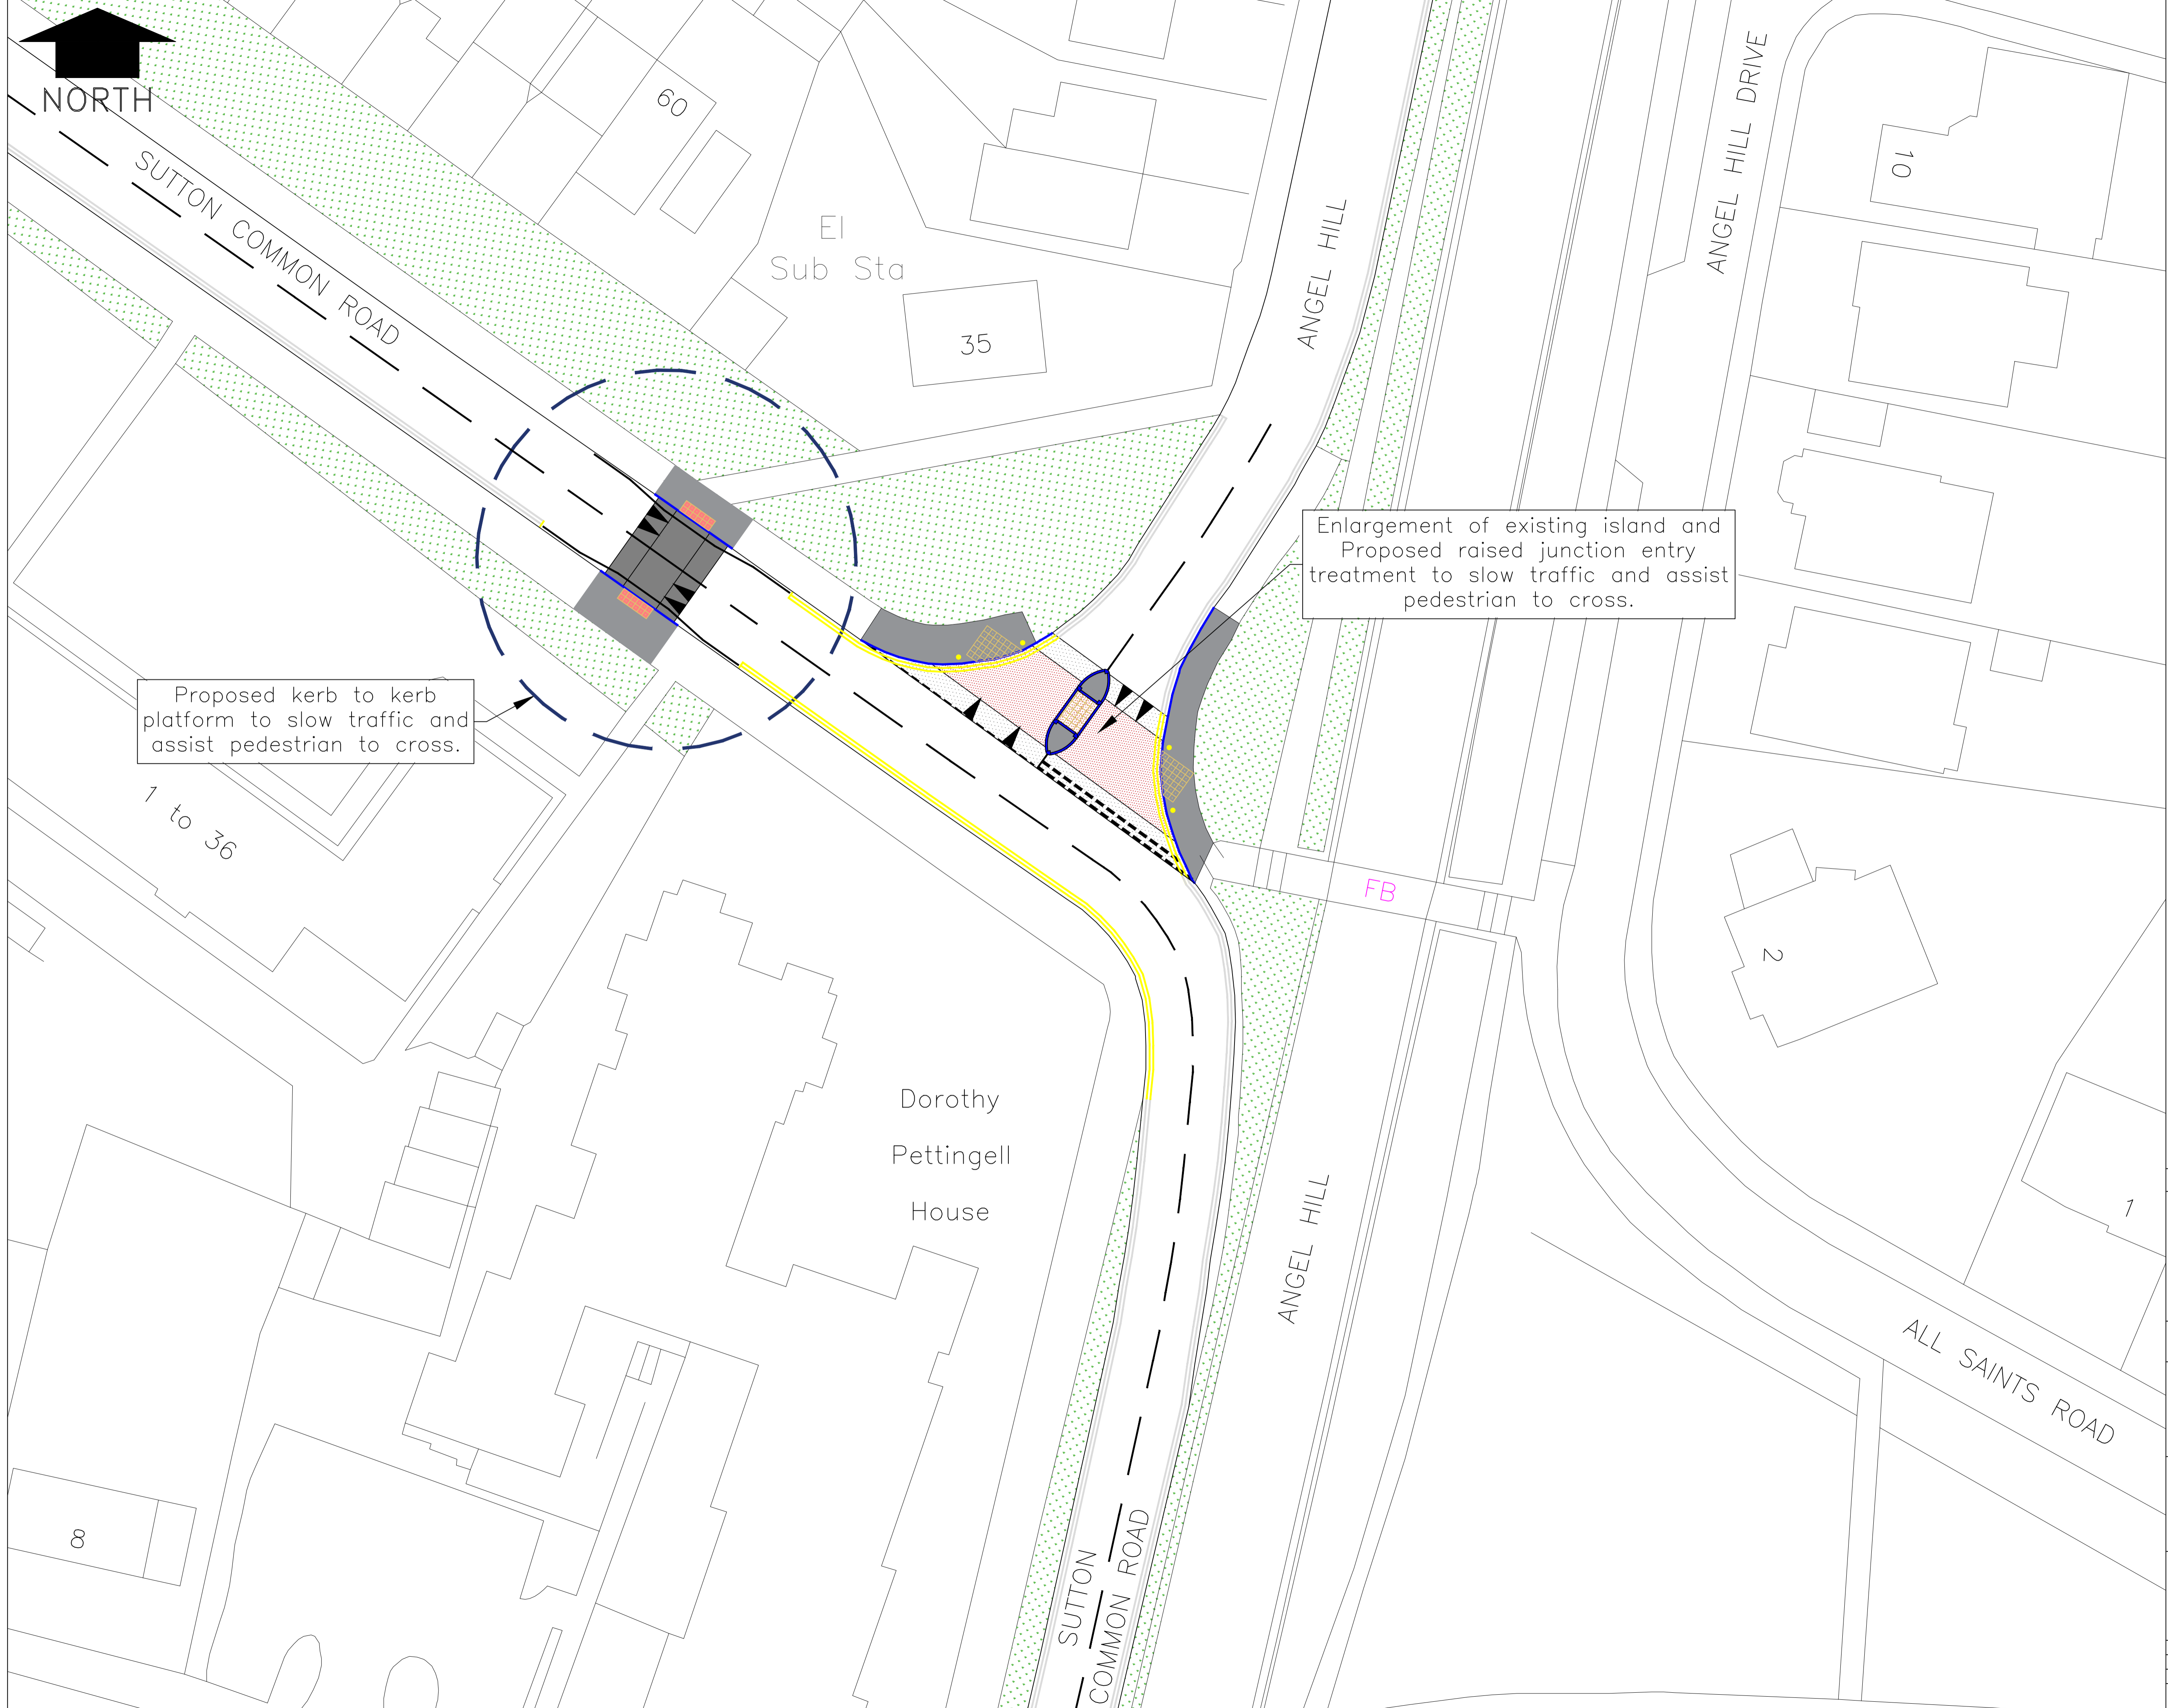 NORTH
SUTTON COMMON ROAD
60
El
Sub Sta
35
ANGEL HILL
ANGEL HILL DRIVE
10
Enlargement of existing island and
Proposed raised junction entry
treatment to slow traffic and assist
pedestrian to cross.
Proposed kerb to kerb
platform to slow traffic and
assist pedestrian to cross.
1 to 36
FB
2
Dorothy
Pettingell
House
ANGEL HILL
1
ALL SAINTS ROAD
8
SUTTON
COMMON ROAD